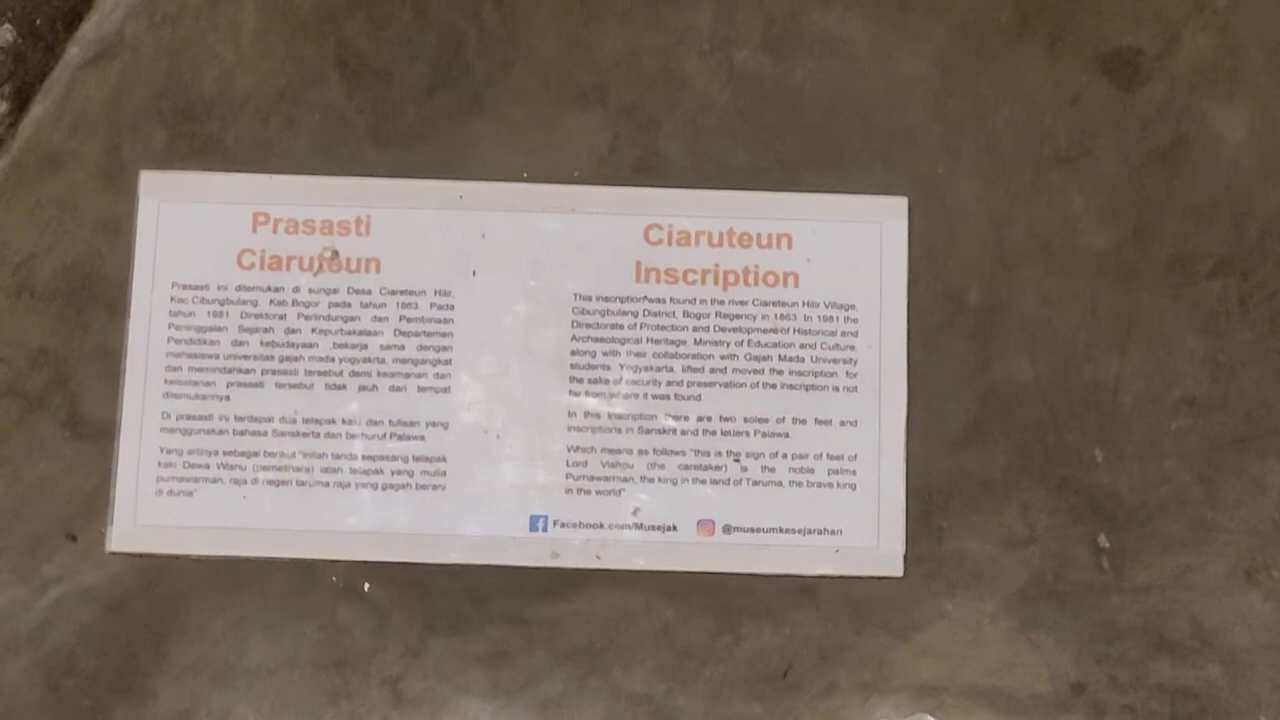 Prasasti
Ciaruteun
Prasasti ini ditemukan di sungai Desa Ciareteun Hilir,
Kec.Cibungbulang, Kab.Bogor pada tahun 1863. Pada
tahun 1981 Direktorat Perlindungan dan Pembinaan
Peninggalan Sejarah dan Kepurbakalaan Departemen
Pendidikan dan kebudayaan ,bekerja sama dengan
mahasiswa universitas gajah mada yogyakrta, mengangkat
dan memindahkan prasasti tersebut demi keamanan dan
kelestarian prasasti tersebut tidak jauh dari tempat
ditemukannya
Di prasasti ini terdapat dua telapak kaki dan tulisan yang
menggunakan bahasa Sanskerta dan berhuruf Palawa.
Yang artinya sebagai berikut "inilah tanda sepasang telapak
kaki Dewa Wisnu (pemelihara) ialah telapak yang mulia
purnawarman, raja di negeri taruma raja yang gagah berani
di dunia"
Ciaruteun
Inscription
This inscription was found in the river Ciareteun Hilir Village,
Cibungbulang District, Bogor Regency in 1863. In 1981 the
Directorate of Protection and Development of Historical and
Archaeological Heritage, Ministry of Education and Culture,
along with their collaboration with Gajah Mada University
students, Yogyakarta, lifted and moved the inscription for
the sake of security and preservation of the inscription is not
far from where it was found.
In this inscription there are two soles of the feet and
inscriptions in Sanskrit and the letters Palawa.
Which means as follows "this is the sign of a pair of feet of
Lord Vishnu (the caretaker) is the noble palms
Purnawarman, the king in the land of Taruma, the brave king
in the world"
Facebook.com/Musejak
@museumkesejarahan